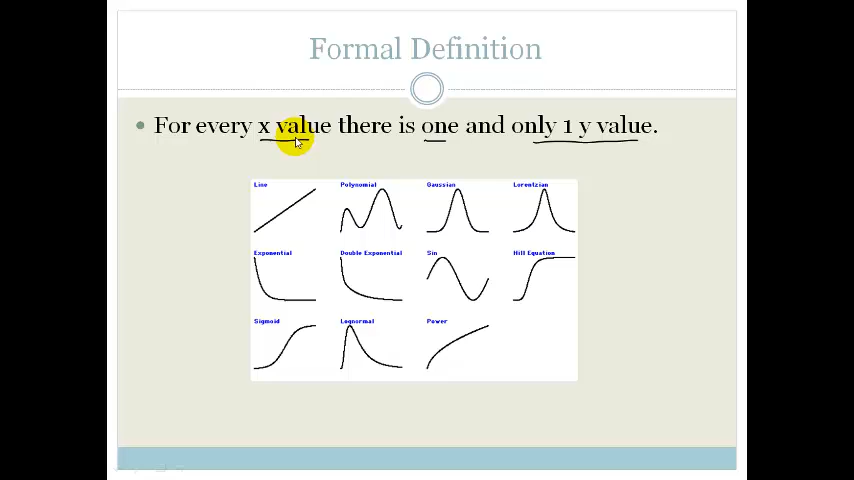 Formal Definition
For every x value there is one and only 1 y value.
Line Polynomial Gaussian Lorentzian
Exponential Double Exponential Sin Hill Equation
Sigmoid Lognormal Power